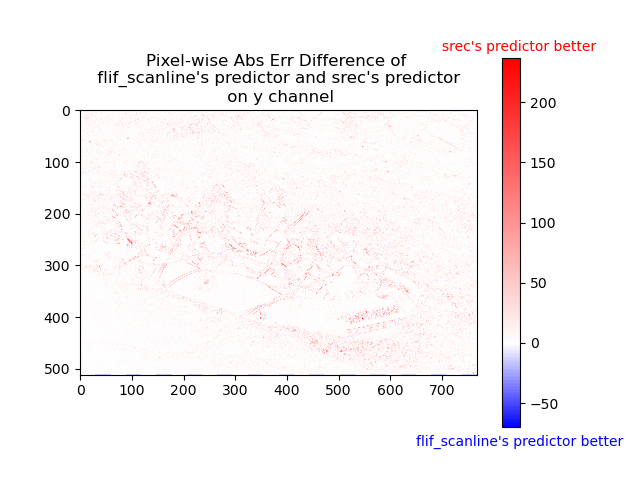 srec's predictor better
Pixel-wise Abs Err Difference of
flif_scanline's predictor and srec's predictor
on y channel
0
100
200
300
400
500
0 100 200 300 400 500 600 700
200
150
100
50
0
−50
flif_scanline's predictor better